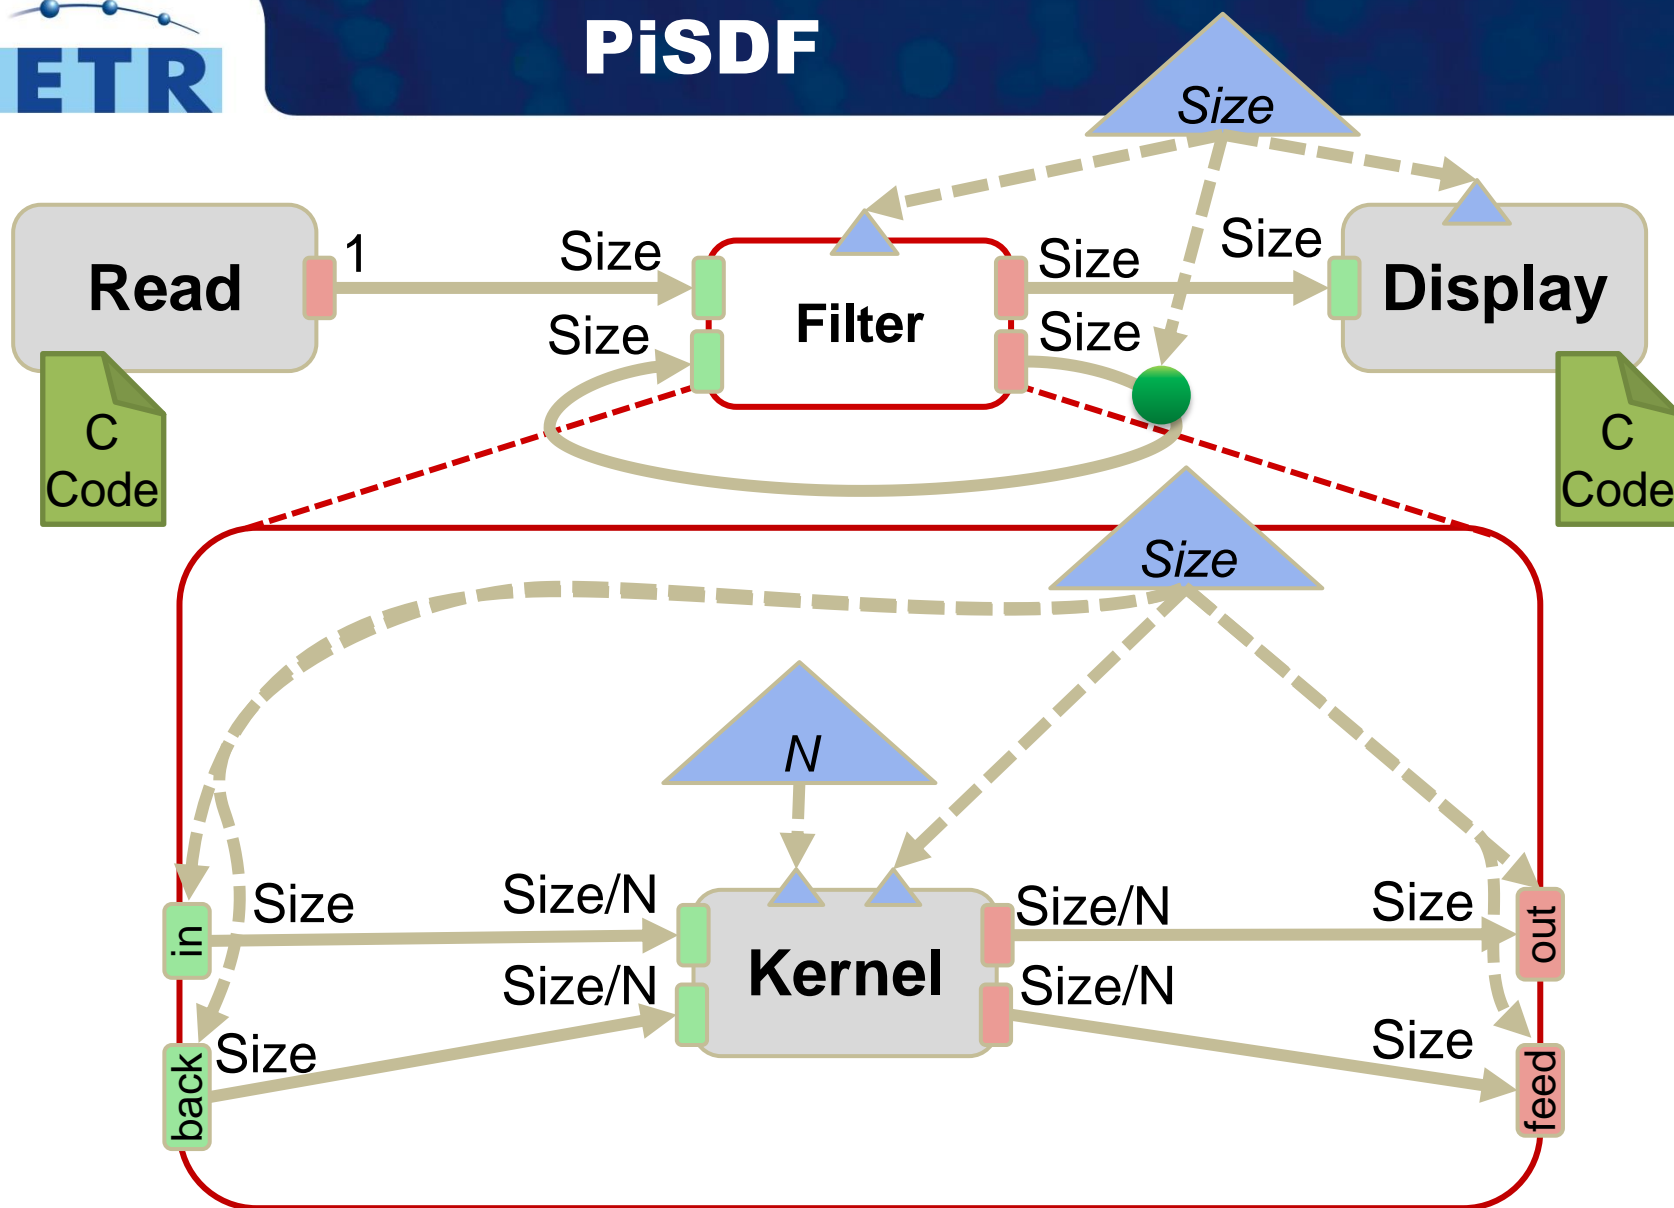 ETR
PiSDF
Size
Read
1
Size
Size
Filter
Size
Size
Size
Display
C
Code
C
Code
Size
N
in
Size
Size/N
Size/N
Size
out
Kernel
back
Size
Size/N
Size/N
Size
feed